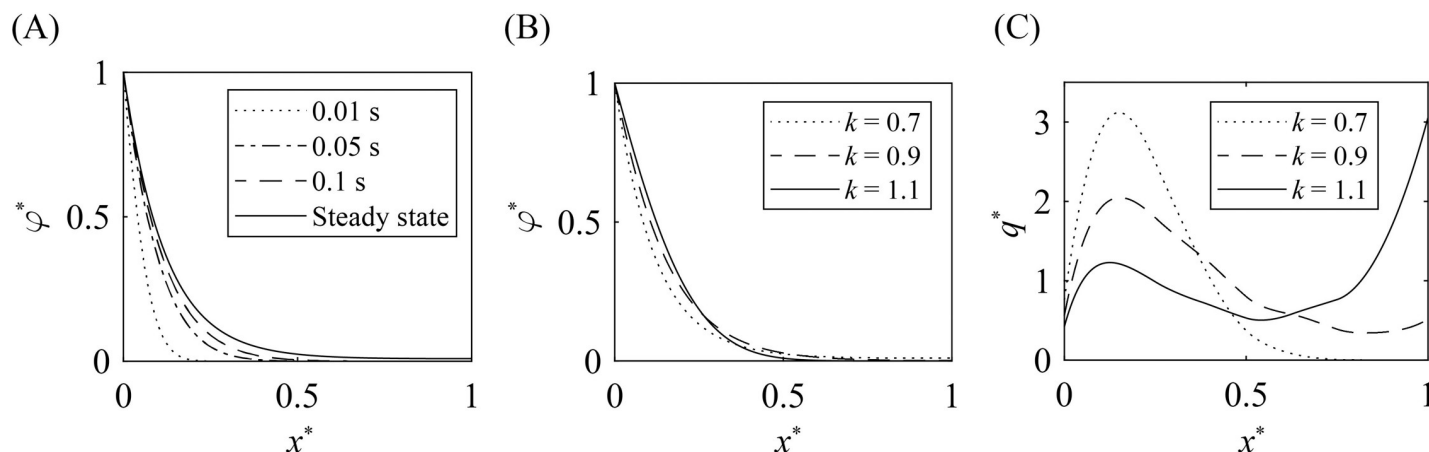 (A)
1
0.5
0
φ*
0.01 s
0.05 s
0.1 s
Steady state
0
0.5
1
x*
(B)
1
0.5
0
φ*
k = 0.7
k = 0.9
k = 1.1
0
0.5
1
x*
(C)
3
2
1
0
q*
k = 0.7
k = 0.9
k = 1.1
0
0.5
1
x*